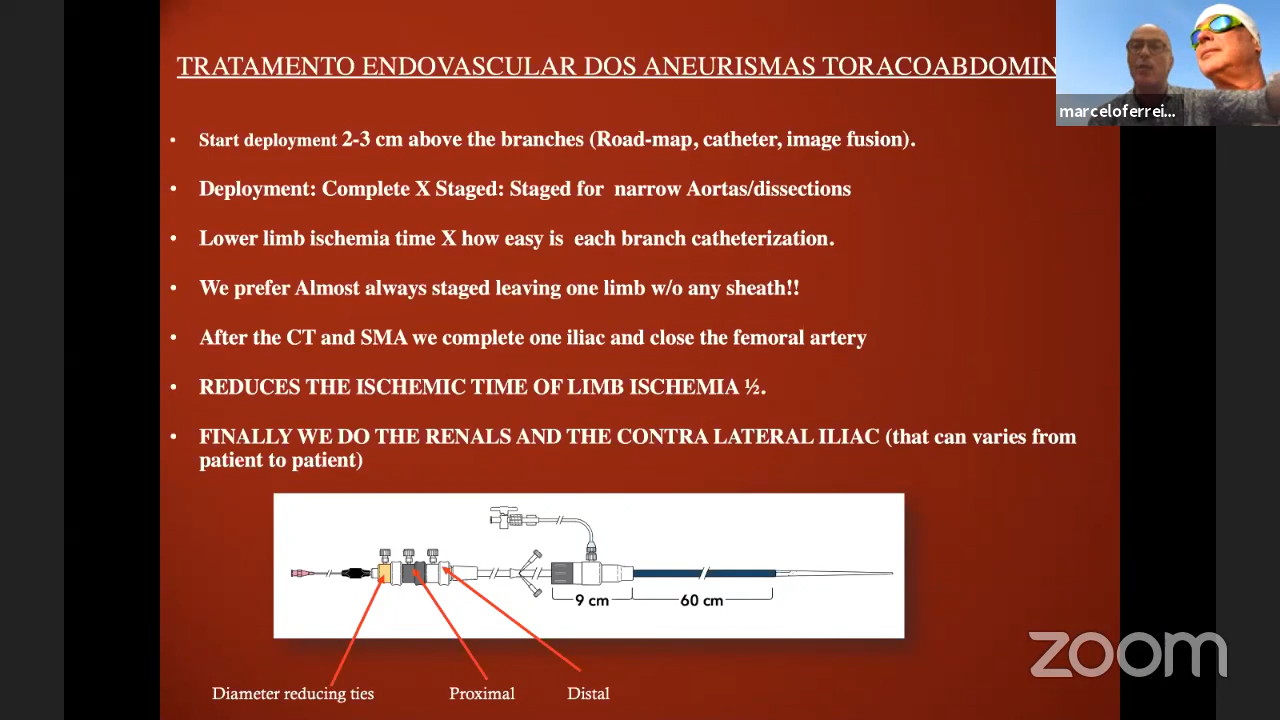 TRATAMENTO ENDOVASCULAR DOS ANEURISMAS TORACOABDOMIN
marceloferrei...
• Start deployment 2-3 cm above the branches (Road-map, catheter, image fusion).
• Deployment: Complete X Staged: Staged for narrow Aortas/dissections
• Lower limb ischemia time X how easy is each branch catheterization.
• We prefer Almost always staged leaving one limb w/o any sheath!!
• After the CT and SMA we complete one iliac and close the femoral artery
• REDUCES THE ISCHEMIC TIME OF LIMB ISCHEMIA ½.
• FINALLY WE DO THE RENALS AND THE CONTRA LATERAL ILIAC (that can varies from
patient to patient)
9 cm
60 cm
zoom
Diameter reducing ties
Proximal
Distal